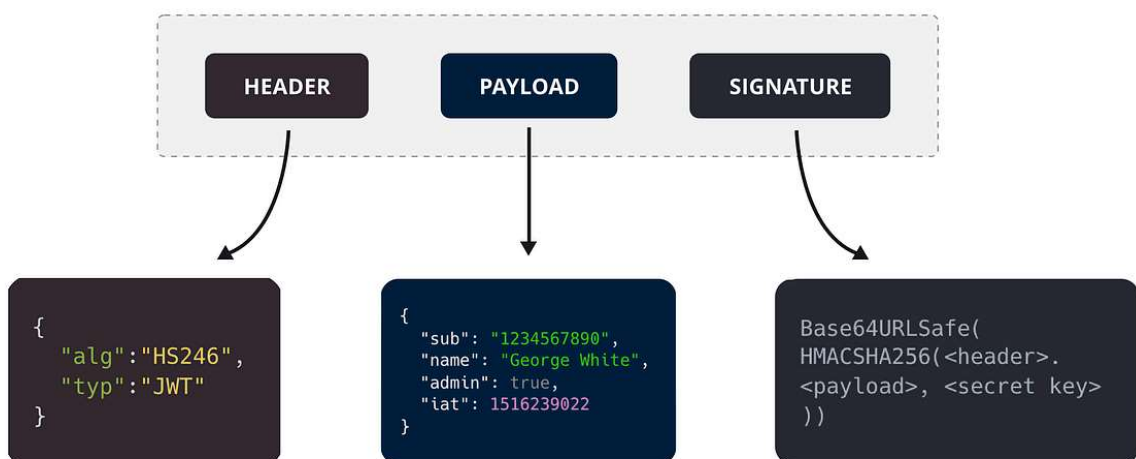 HEADER
PAYLOAD
SIGNATURE
{
"alg":"HS246",
"typ":"JWT"
}
{
"sub": "1234567890",
"name": "George White",
"admin": true,
"iat": 1516239022
}
Base64URLSafe(
HMACSHA256(<header>.
<payload>, <secret key>
))